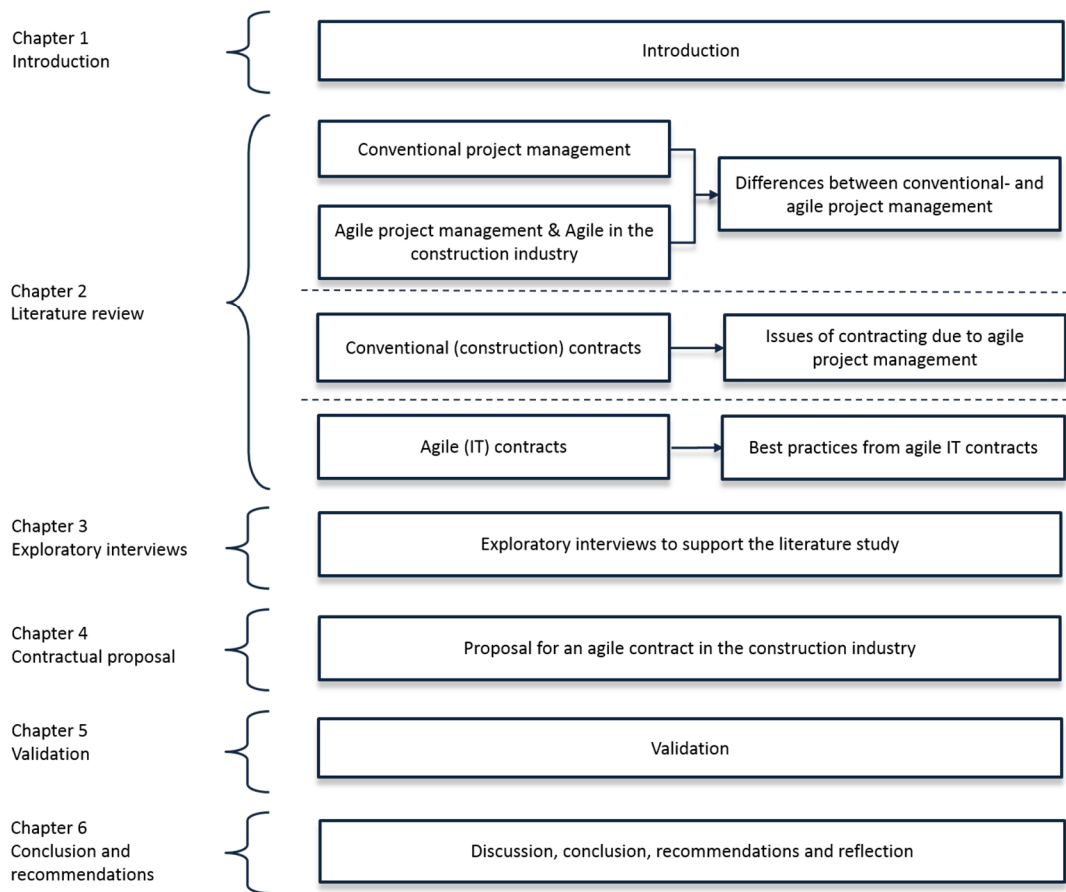 Chapter 1
Introduction
Introduction
Chapter 2
Literature review
Conventional project management
Agile project management & Agile in the
construction industry
Differences between conventional- and
agile project management
Conventional (construction) contracts
Issues of contracting due to agile
project management
Agile (IT) contracts
Best practices from agile IT contracts
Chapter 3
Exploratory interviews
Exploratory interviews to support the literature study
Chapter 4
Contractual proposal
Proposal for an agile contract in the construction industry
Chapter 5
Validation
Validation
Chapter 6
Conclusion and
recommendations
Discussion, conclusion, recommendations and reflection